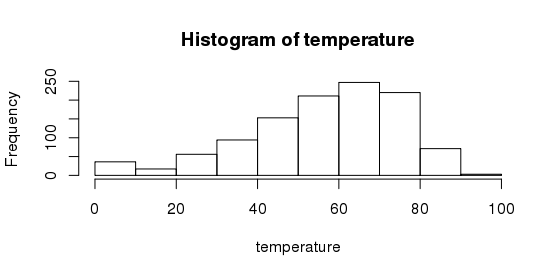 Histogram of temperature
Frequency
250
100
0
0 20 40 60 80 100
temperature